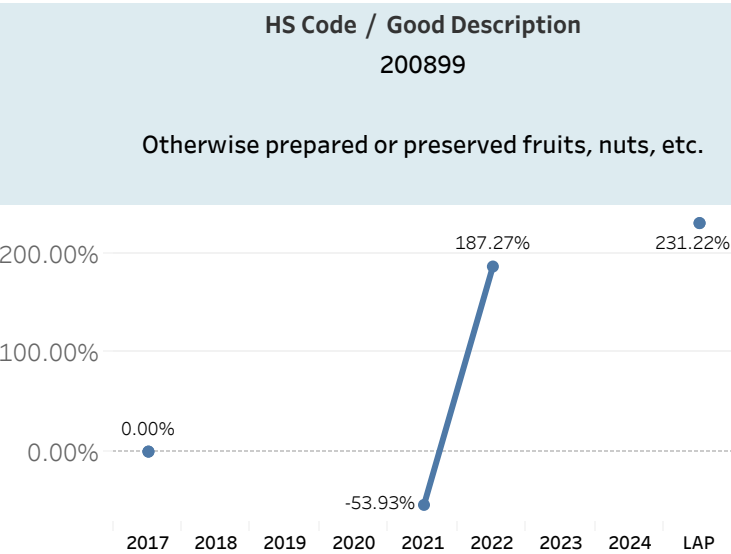 HS Code / Good Description
200899
Otherwise prepared or preserved fruits, nuts, etc.
200.00%
187.27%
231.22%
100.00%
0.00%
0.00%
-53.93%
2017 2018 2019 2020 2021 2022 2023 2024 LAP